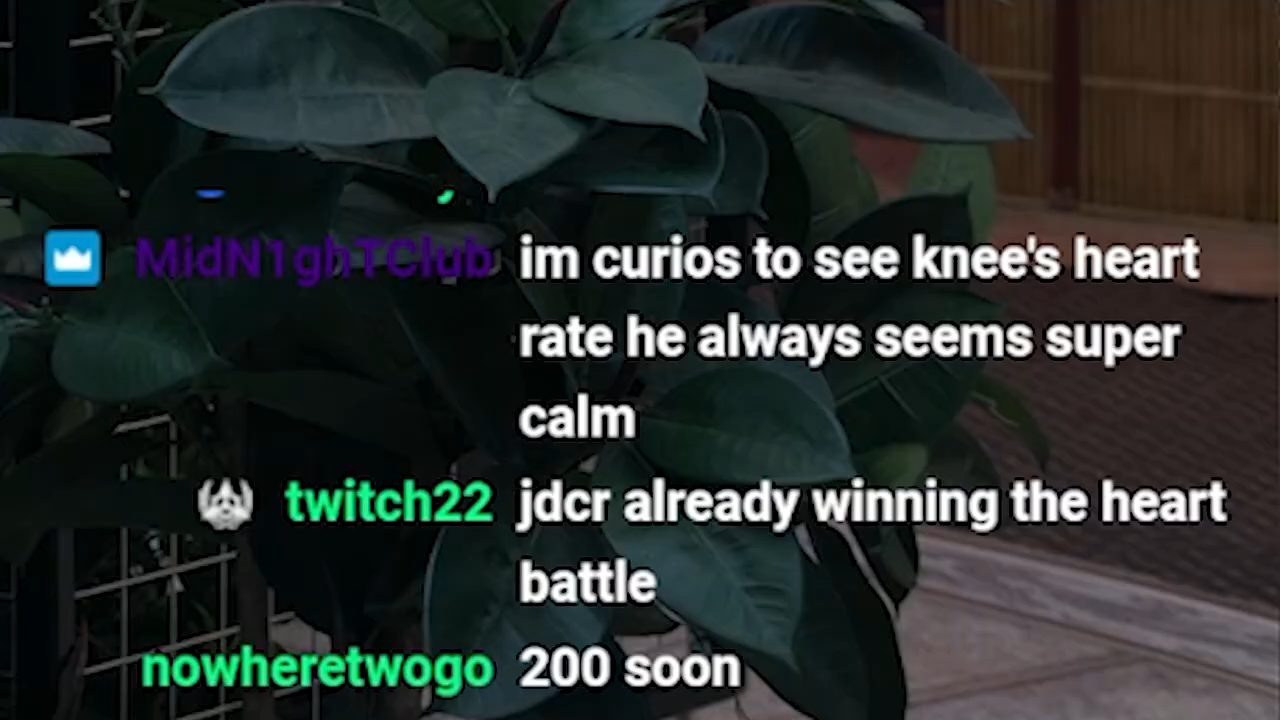 MidN1ghTClub im curios to see knee's heart
rate he always seems super
calm
twitch22 jdcr already winning the heart
battle
nowheretwogo 200 soon